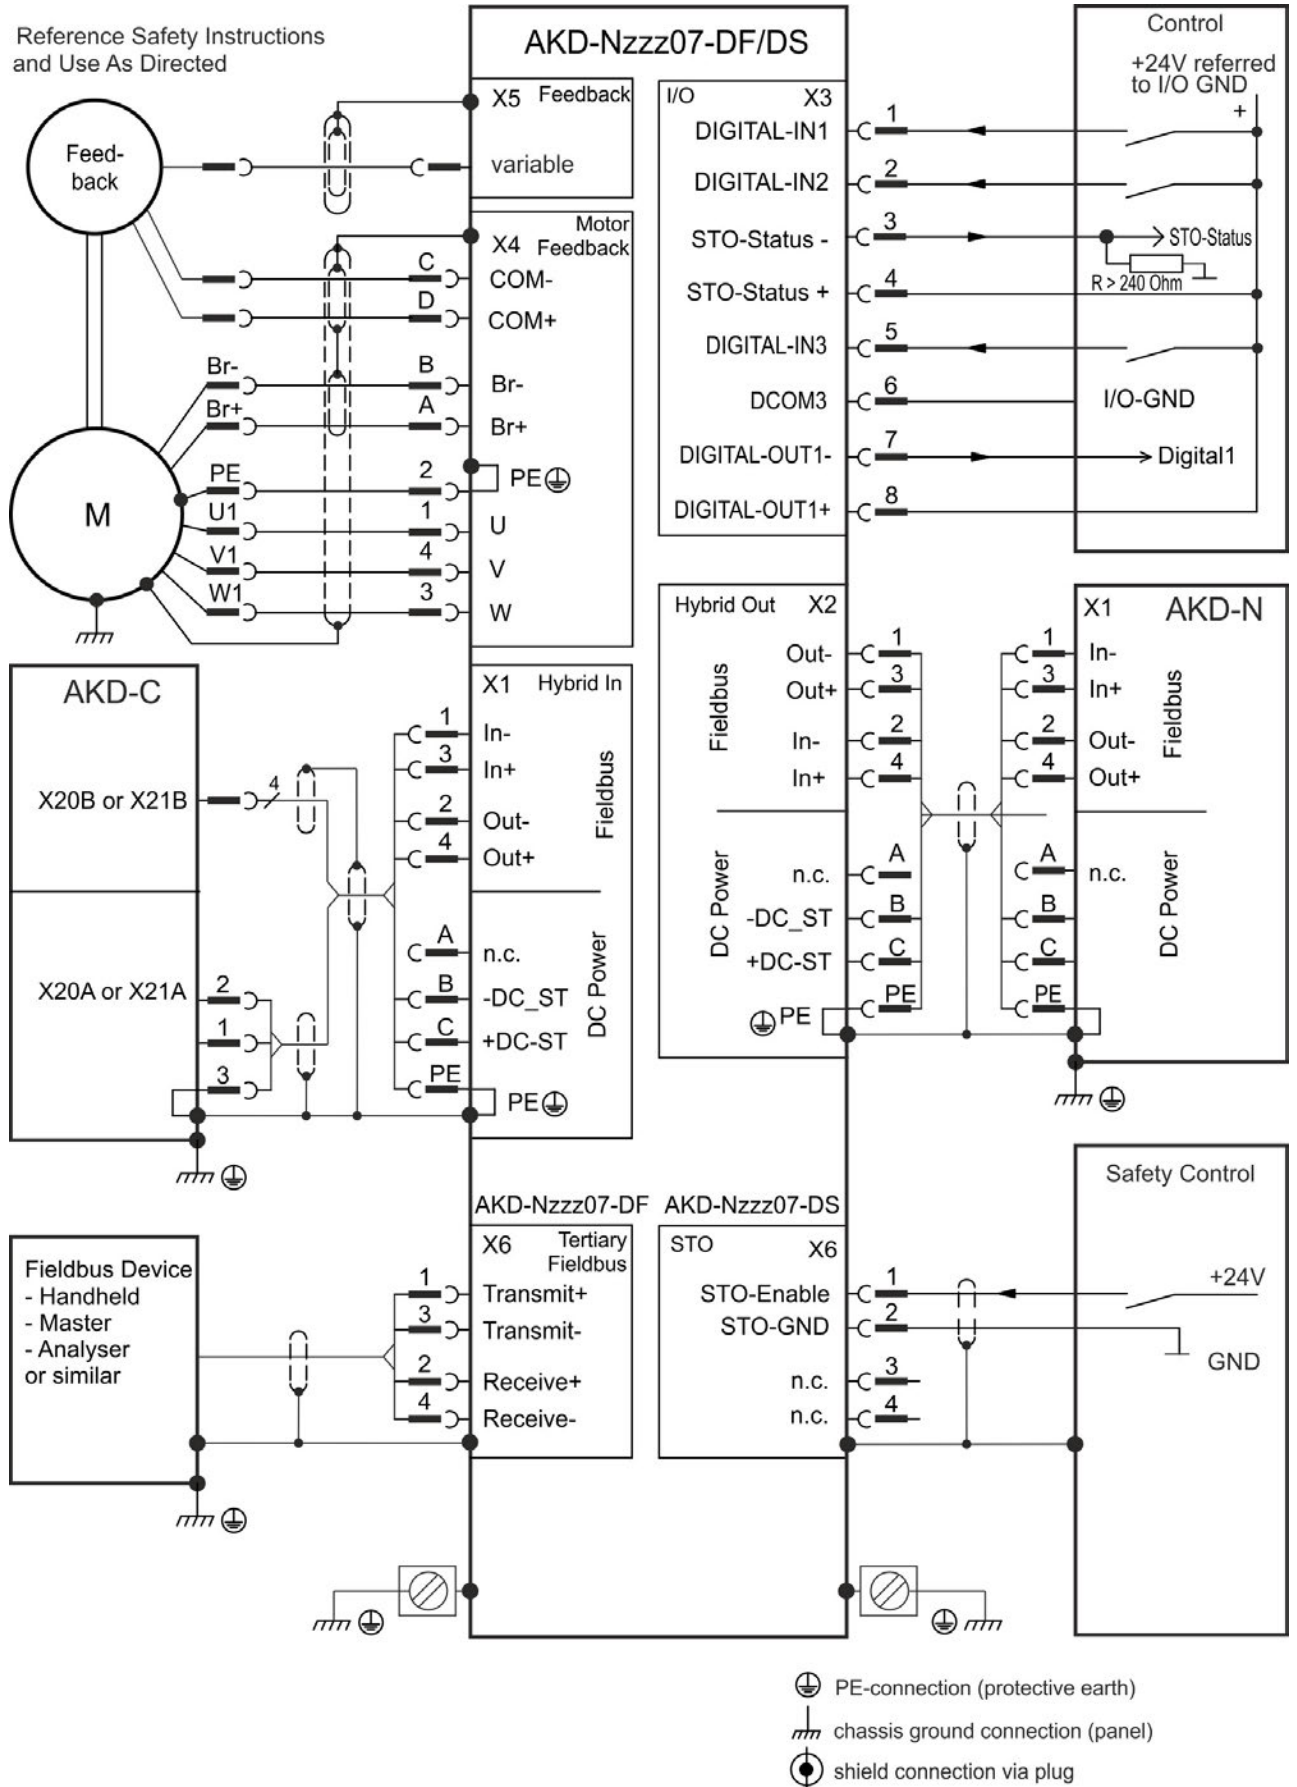 Reference Safety Instructions
and Use As Directed
AKD-Nzzz07-DF/DS
Feed-
back
X5 Feedback
variable
X4 Motor
Feedback
C
COM-
D
COM+
Br-
B
Br-
Br+
A
Br+
PE
2
PE
U1
1
U
V1
4
V
W1
3
W
M
I/O X3
DIGITAL-IN1
1
DIGITAL-IN2
2
STO-Status -
3
STO-Status +
4
DIGITAL-IN3
5
DCOM3
6
DIGITAL-OUT1-
7
DIGITAL-OUT1+
8
Control
+24V referred
to I/O GND
+
STO-Status
R > 240 Ohm
I/O-GND
Digital1
AKD-C
X20B or X21B
4
X20A or X21A
2
1
3
X1 Hybrid In
1
In-
3
In+
2
Out-
4
Out+
Fieldbus
A
n.c.
B
-DC_ST
C
+DC-ST
PE
PE
DC Power
Hybrid Out X2
Out-
1
Out+
3
In-
2
In+
4
Fieldbus
n.c.
A
-DC_ST
B
+DC-ST
C
PE
PE
DC Power
X1 AKD-N
1
In-
3
In+
2
Out-
4
Out+
Fieldbus
A
n.c.
B
C
PE
DC Power
AKD-Nzzz07-DF
X6 Tertiary
Fieldbus
1
Transmit+
3
Transmit-
2
Receive+
4
Receive-
Fieldbus Device
- Handheld
- Master
- Analyser
or similar
AKD-Nzzz07-DS
STO X6
STO-Enable
1
STO-GND
2
n.c.
3
n.c.
4
Safety Control
+24V
GND
PE-connection (protective earth)
chassis ground connection (panel)
shield connection via plug